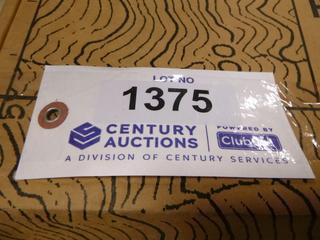 LOT NO
1375
CENTURY
AUCTIONS
POWERED BY
A DIVISION OF CENTURY SERVICES